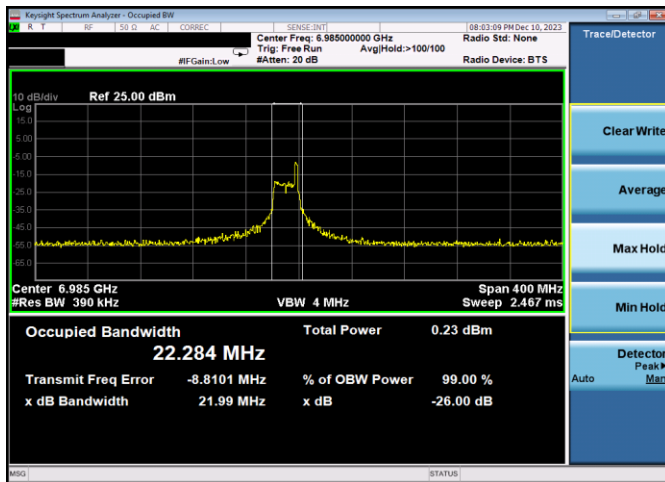 Keysight Spectrum Analyzer - Occupied BW
R T RF 50 Ω AC CORREC SENSE:INT 08:03:09 PM Dec 10, 2023
Center Freq: 6.985000000 GHz Radio Std: None
Trig: Free Run Avg|Hold:>100/100
#IFGain:Low #Atten: 20 dB Radio Device: BTS
10 dB/div Ref 25.00 dBm
Log
15.0
5.00
-5.00
-15.0
-25.0
-35.0
-45.0
-55.0
-65.0
Center 6.985 GHz Span 400 MHz
#Res BW 390 kHz VBW 4 MHz Sweep 2.467 ms
Occupied Bandwidth Total Power 0.23 dBm
22.284 MHz
Transmit Freq Error -8.8101 MHz % of OBW Power 99.00 %
x dB Bandwidth 21.99 MHz x dB -26.00 dB
MSG STATUS
Trace/Detector
Clear Write
Average
Max Hold
Min Hold
Detector
Peak▶
Auto Man